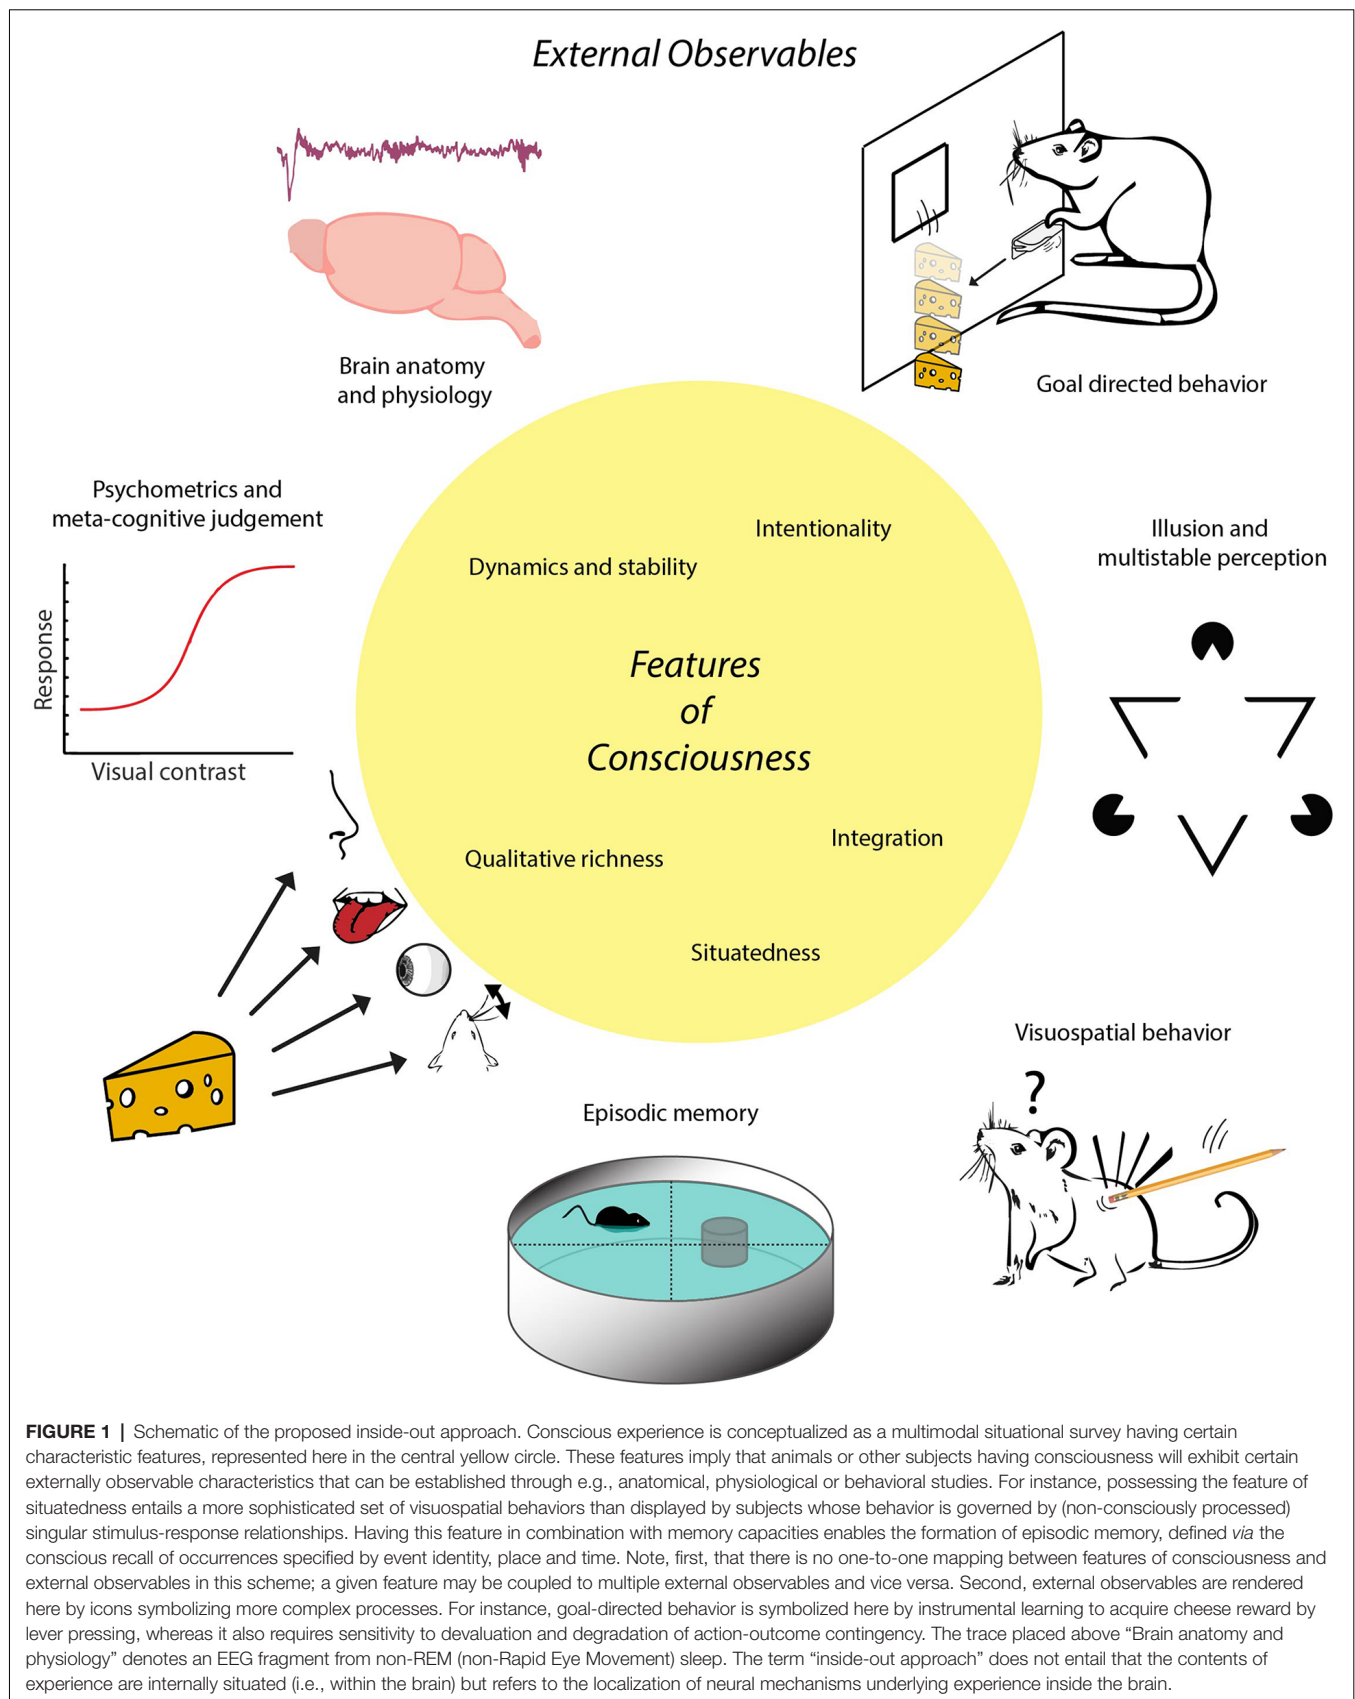 External Observables
Brain anatomy
and physiology
Goal directed behavior
Psychometrics and
meta-cognitive judgement
Response
Visual contrast
Illusion and
multistable perception
Intentionality
Dynamics and stability
Features
of
Consciousness
Integration
Qualitative richness
Situatedness
Visuospatial behavior
?
Episodic memory
FIGURE 1 | Schematic of the proposed inside-out approach. Conscious experience is conceptualized as a multimodal situational survey having certain
characteristic features, represented here in the central yellow circle. These features imply that animals or other subjects having consciousness will exhibit certain
externally observable characteristics that can be established through e.g., anatomical, physiological or behavioral studies. For instance, possessing the feature of
situatedness entails a more sophisticated set of visuospatial behaviors than displayed by subjects whose behavior is governed by (non-consciously processed)
singular stimulus-response relationships. Having this feature in combination with memory capacities enables the formation of episodic memory, defined via the
conscious recall of occurrences specified by event identity, place and time. Note, first, that there is no one-to-one mapping between features of consciousness and
external observables in this scheme; a given feature may be coupled to multiple external observables and vice versa. Second, external observables are rendered
here by icons symbolizing more complex processes. For instance, goal-directed behavior is symbolized here by instrumental learning to acquire cheese reward by
lever pressing, whereas it also requires sensitivity to devaluation and degradation of action-outcome contingency. The trace placed above “Brain anatomy and
physiology” denotes an EEG fragment from non-REM (non-Rapid Eye Movement) sleep. The term “inside-out approach” does not entail that the contents of
experience are internally situated (i.e., within the brain) but refers to the localization of neural mechanisms underlying experience inside the brain.